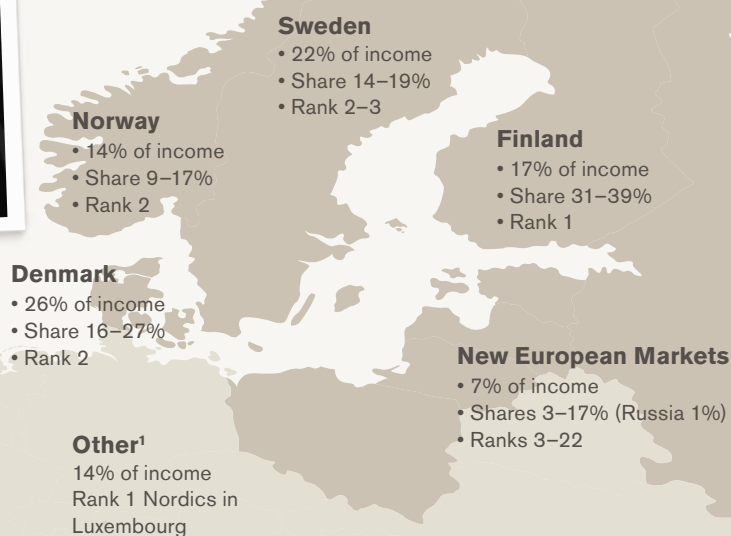 Sweden
• 22% of income
• Share 14–19%
• Rank 2–3
Norway
• 14% of income
• Share 9–17%
• Rank 2
Finland
• 17% of income
• Share 31–39%
• Rank 1
Denmark
• 26% of income
• Share 16–27%
• Rank 2
New European Markets
• 7% of income
• Shares 3–17% (Russia 1%)
• Ranks 3–22
Other¹
14% of income
Rank 1 Nordics in
Luxembourg